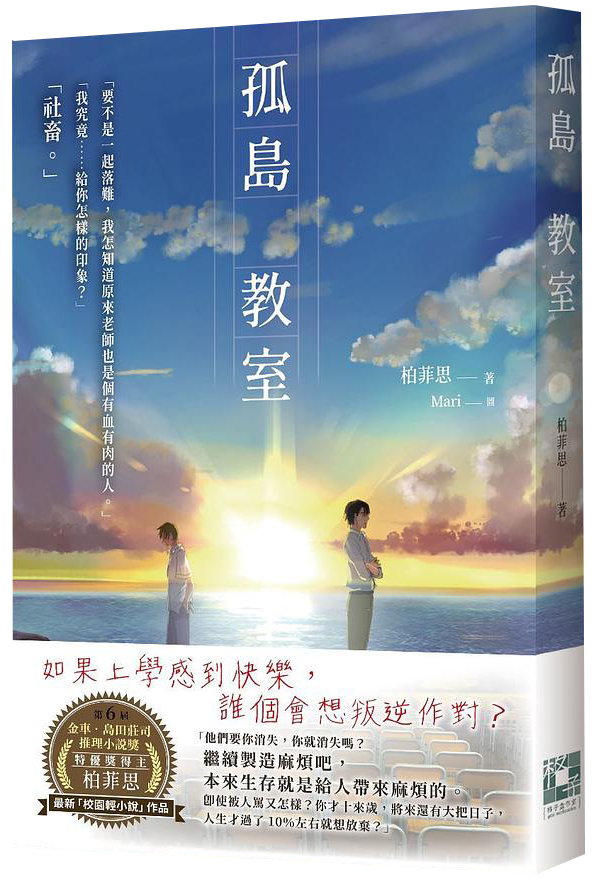 孤島 教室
「要不是一起落難，我怎知道原來老師也是個有血有肉的人。」
「我究竟……給你怎樣的印象？」
「社畜。」
柏菲思 — 著
Mari — 圖
如果上學感到快樂，
誰個會想叛逆作對？
第6屆
金車・島田莊司
推理小說獎
特優獎得主
柏菲思
最新「校園輕小說」作品
「他們要你消失，你就消失嗎？
繼續製造麻煩吧，
本來生存就是給人帶來麻煩的。
即使被人罵又怎樣？你才十來歲，將來還有大把日子，
人生才過了10%左右就想放棄？」
孤島 教室
柏菲思 — 著
格子